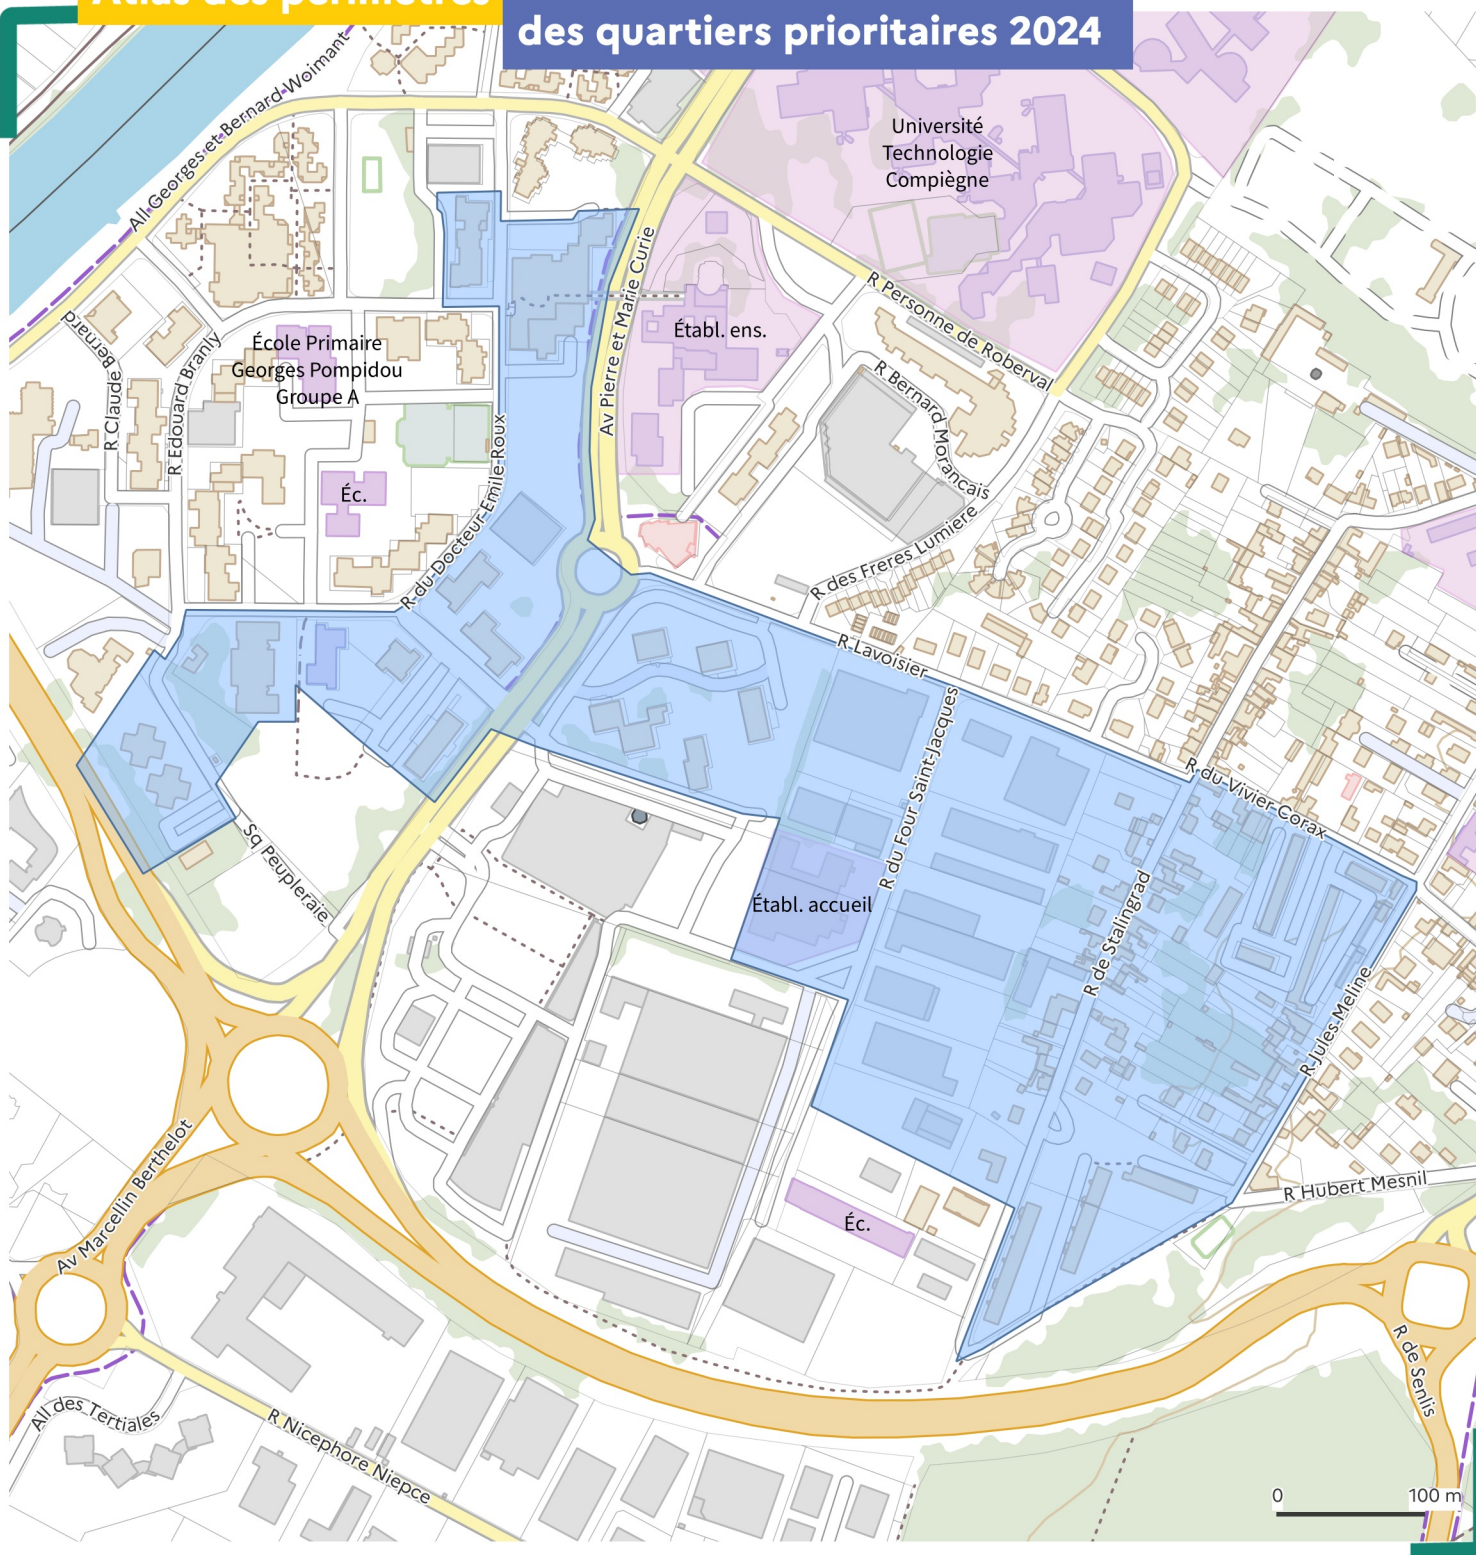 Atlas des périmètres
des quartiers prioritaires 2024
All Georges et Bernard Woimant
Université
Technologie
Compiègne
Av Pierre et Marie Curie
R Personne de Roberval
Établ. ens.
R Claude Bernard
R Edouard Branly
École Primaire
Georges Pompidou
Groupe A
R Bernard Morancais
R du Docteur Emile Roux
Éc.
R des Freres Lumiere
R Lavoisier
R du Four Saint-Jacques
R du Vivier Corax
Sq Peupleraie
Établ. accueil
R de Stalingrad
R Jules Meline
Av Marcellin Berthelot
R Hubert Mesnil
Éc.
R de Senlis
All des Tertiales
R Nicephore Niepce
0 100 m